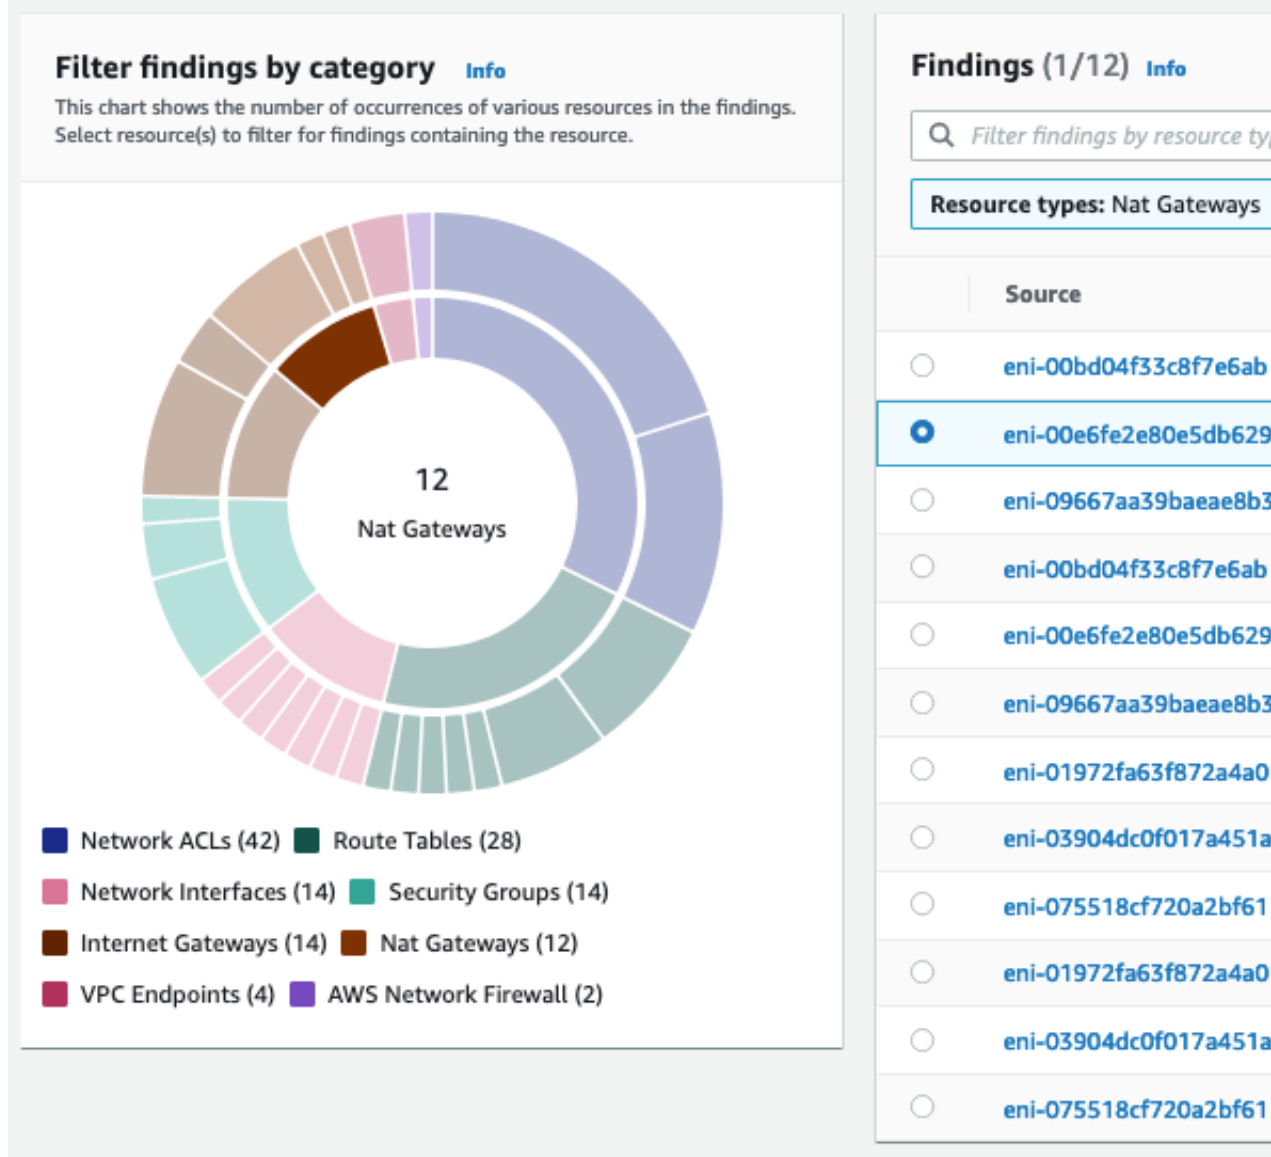 Filter findings by category Info
This chart shows the number of occurrences of various resources in the findings.
Select resource(s) to filter for findings containing the resource.
12
Nat Gateways
Network ACLs (42) Route Tables (28)
Network Interfaces (14) Security Groups (14)
Internet Gateways (14) Nat Gateways (12)
VPC Endpoints (4) AWS Network Firewall (2)
Findings (1/12) Info
Filter findings by resource ty
Resource types: Nat Gateways
Source
eni-00bd04f33c8f7e6ab
eni-00e6fe2e80e5db629
eni-09667aa39baeae8b3
eni-00bd04f33c8f7e6ab
eni-00e6fe2e80e5db629
eni-09667aa39baeae8b3
eni-01972fa63f872a4a0
eni-03904dc0f017a451a
eni-075518cf720a2bf61
eni-01972fa63f872a4a0
eni-03904dc0f017a451a
eni-075518cf720a2bf61